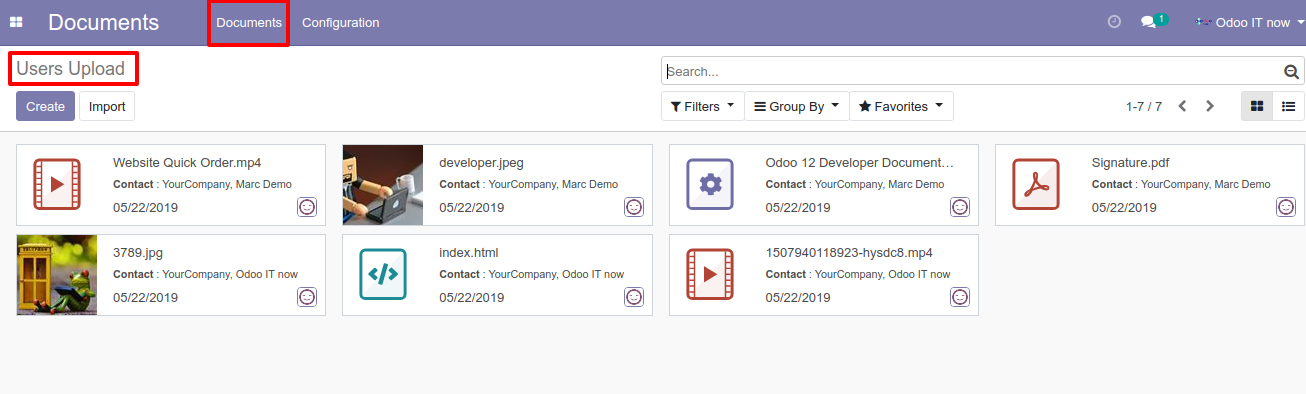 Documents Documents Configuration 1 Odoo IT now
Users Upload
Search...
Create Import Filters Group By Favorites 1-7 / 7
Website Quick Order.mp4
Contact : YourCompany, Marc Demo
05/22/2019
developer.jpeg
Contact : YourCompany, Marc Demo
05/22/2019
Odoo 12 Developer Document…
Contact : YourCompany, Marc Demo
05/22/2019
Signature.pdf
Contact : YourCompany, Marc Demo
05/22/2019
3789.jpg
Contact : YourCompany, Odoo IT now
05/22/2019
index.html
Contact : YourCompany, Odoo IT now
05/22/2019
1507940118923-hysdc8.mp4
Contact : YourCompany, Odoo IT now
05/22/2019